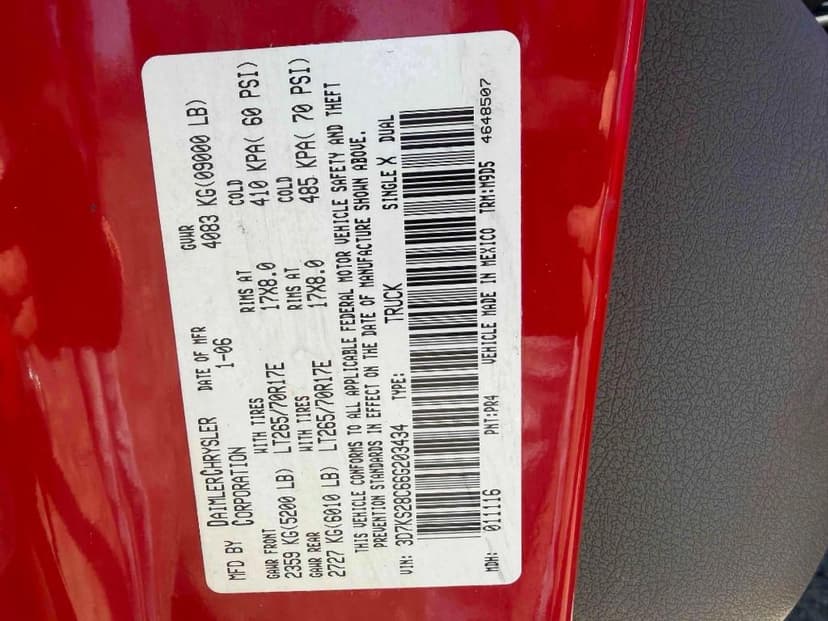 MFD BY DAIMLERCHRYSLER DATE OF MFR GVWR
CORPORATION 1-06 4083 KG(09000 LB)
GAWR FRONT WITH TIRES RIMS AT COLD
2359 KG(5200 LB) LT265/70R17E 17X8.0 410 KPA( 60 PSI)
GAWR REAR WITH TIRES RIMS AT COLD
2727 KG(6010 LB) LT265/70R17E 17X8.0 485 KPA( 70 PSI)
THIS VEHICLE CONFORMS TO ALL APPLICABLE FEDERAL MOTOR VEHICLE SAFETY AND THEFT
PREVENTION STANDARDS IN EFFECT ON THE DATE OF MANUFACTURE SHOWN ABOVE.
VIN: 3D7KS28C66G203434 TYPE: TRUCK SINGLE X DUAL
MDH: 011116 PNT:PR4 VEHICLE MADE IN MEXICO TRM:M9D5 4648507